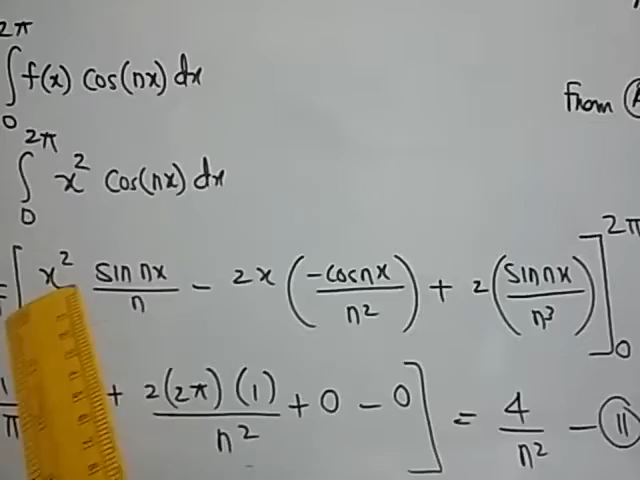 ∫₀^{2π} f(x) cos(nx) dx
from A
∫₀^{2π} x² cos(nx) dx
= [ x² sin nx / n − 2x ( −cos nx / n² ) + 2 ( sin nx / n³ ) ]₀^{2π}
1/π + 2(2π)(1) / n² + 0 − 0 ] = 4 / n² − II